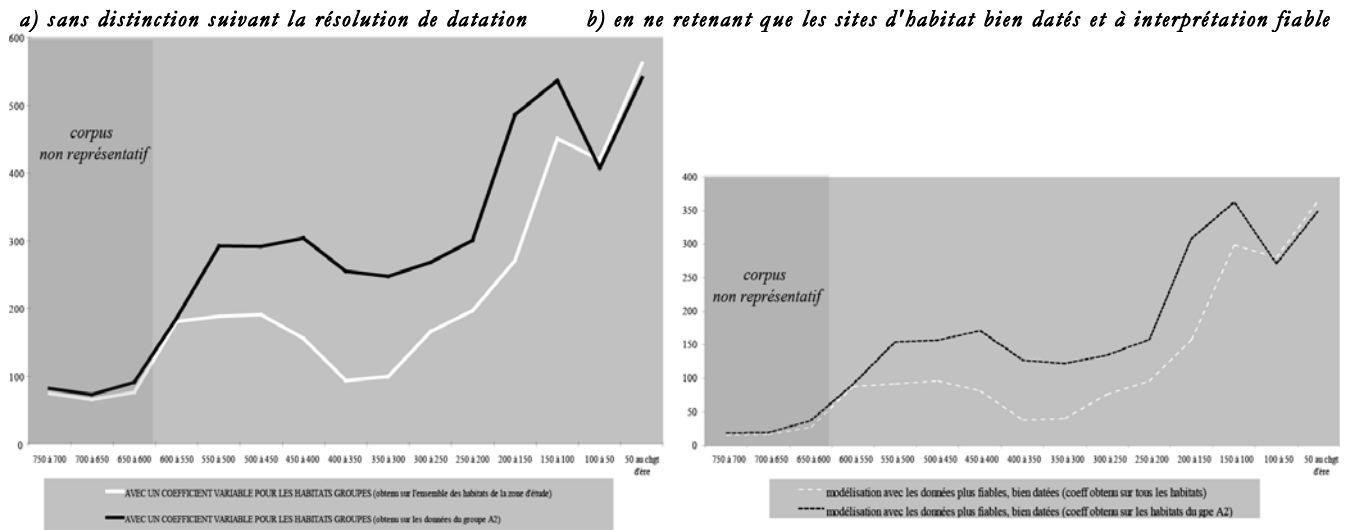 a) sans distinction suivant la résolution de datation
b) en ne retenant que les sites d'habitat bien datés et à interprétation fiable
600
500
400
300
200
100
0
corpus
non représentatif
750 à 700 700 à 650 650 à 600 600 à 550 550 à 500 500 à 450 450 à 400 400 à 350 350 à 300 300 à 250 250 à 200 200 à 150 150 à 100 100 à 50 50 au chgt
d'ère
AVEC UN COEFFICIENT VARIABLE POUR LES HABITATS GROUPES (obtenu sur l'ensemble des habitats de la zone d'étude)
AVEC UN COEFFICIENT VARIABLE POUR LES HABITATS GROUPES (obtenu sur les données du groupe A2)
400
350
300
250
200
150
100
50
0
corpus
non représentatif
750 à 700 700 à 650 650 à 600 600 à 550 550 à 500 500 à 450 450 à 400 400 à 350 350 à 300 300 à 250 250 à 200 200 à 150 150 à 100 100 à 50 50 au chgt
d'ère
modélisation avec les données plus fiables, bien datées (coeff obtenu sur tous les habitats)
modélisation avec les données plus fiables, bien datées (coeff obtenu sur les habitats du gpe A2)